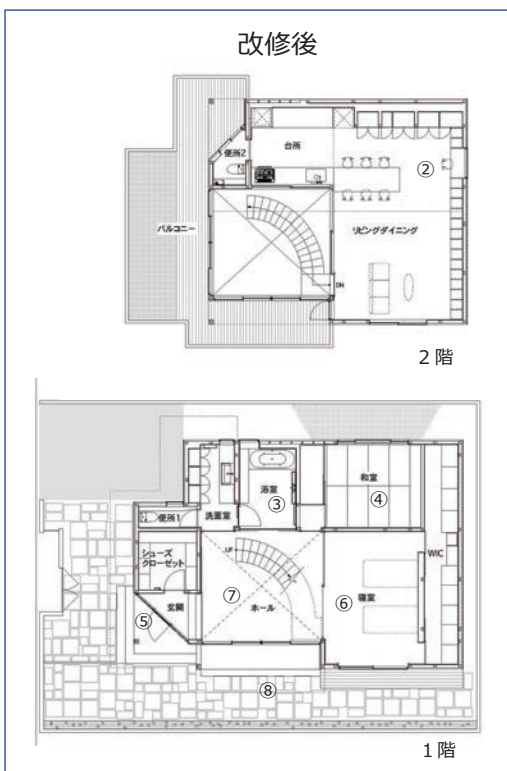 改修後
便所2
台所
②
バルコニー
リビングダイニング
DN
2階
浴室
③
和室
④
洗面室
便所1
WIC
シューズ
クローゼット
UP
⑦
⑥
⑤
玄関
ホール
寝室
⑧
1階